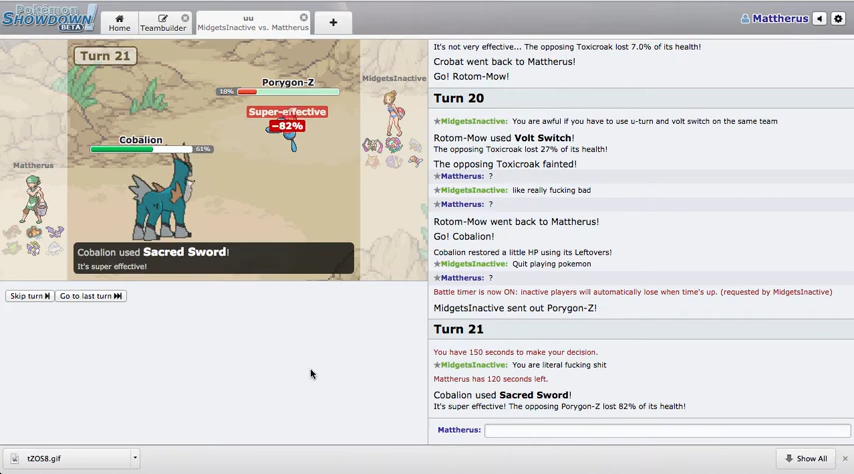 Pokémon
SHOWDOWN!
BETA
Home
Teambuilder
uu
MidgetsInactive vs. Mattherus
+
Mattherus
Turn 21
Porygon-Z
18%
Super-effective
−82%
Cobalion
61%
MidgetsInactive
Mattherus
Cobalion used Sacred Sword!
It's super effective!
Skip turn
Go to last turn
It's not very effective... The opposing Toxicroak lost 7.0% of its health!
Crobat went back to Mattherus!
Go! Rotom-Mow!
Turn 20
★MidgetsInactive: You are awful if you have to use u-turn and volt switch on the same team
Rotom-Mow used Volt Switch!
The opposing Toxicroak lost 27% of its health!
The opposing Toxicroak fainted!
★Mattherus: ?
★MidgetsInactive: like really fucking bad
★Mattherus: ?
Rotom-Mow went back to Mattherus!
Go! Cobalion!
Cobalion restored a little HP using its Leftovers!
★MidgetsInactive: Quit playing pokemon
★Mattherus: ?
Battle timer is now ON: inactive players will automatically lose when time's up. (requested by MidgetsInactive)
MidgetsInactive sent out Porygon-Z!
Turn 21
You have 150 seconds to make your decision.
★MidgetsInactive: You are literal fucking shit
Mattherus has 120 seconds left.
Cobalion used Sacred Sword!
It's super effective! The opposing Porygon-Z lost 82% of its health!
Mattherus:
tZOS8.gif
Show All